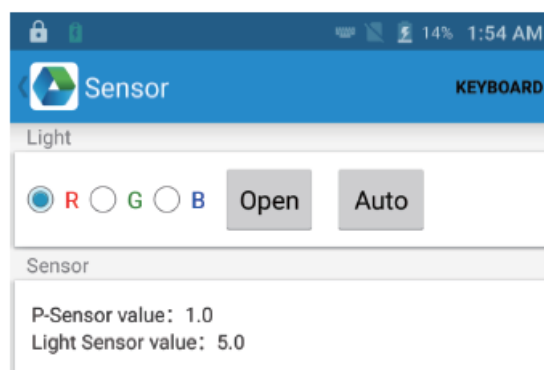 14% 1:54 AM
Sensor KEYBOARD
Light
R G B Open Auto
Sensor
P-Sensor value：1.0
Light Sensor value：5.0